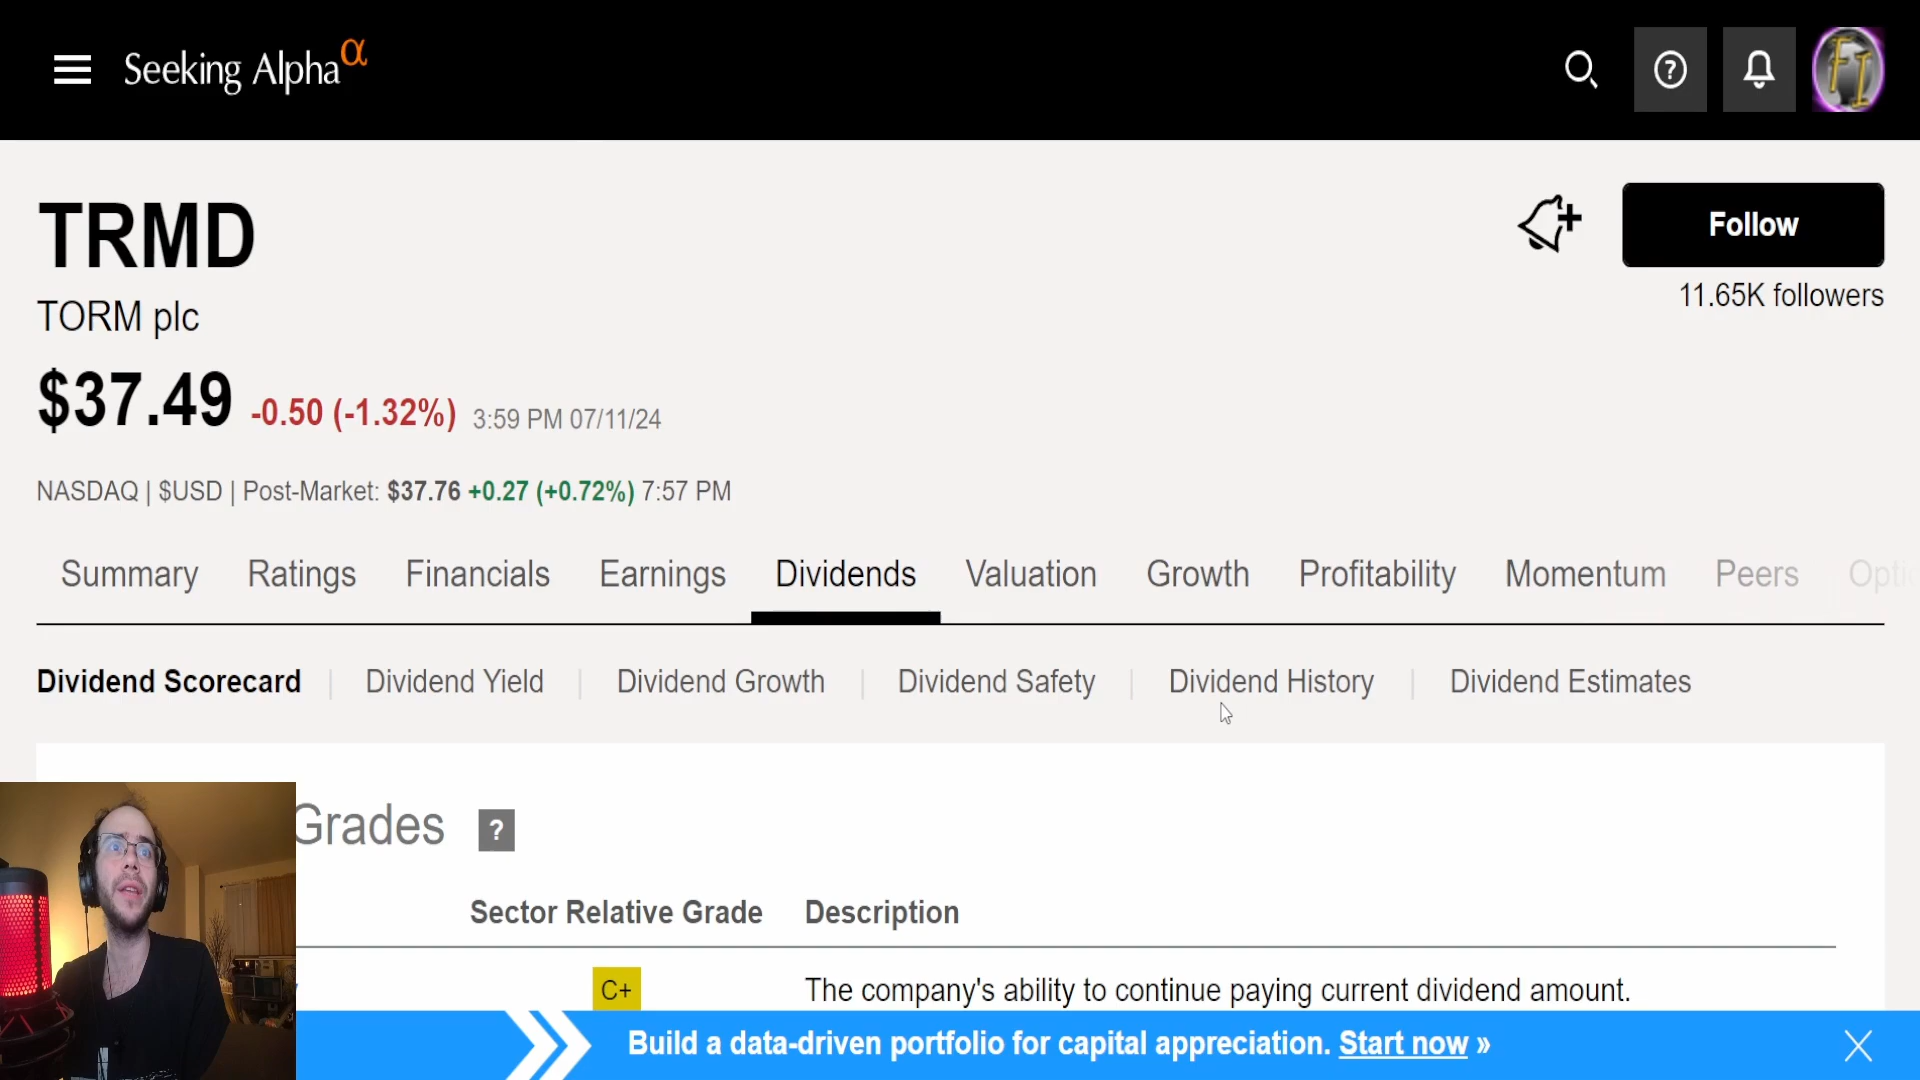 Seeking Alpha α
FI
TRMD
Follow
11.65K followers
TORM plc
$37.49 -0.50 (-1.32%) 3:59 PM 07/11/24
NASDAQ | $USD | Post-Market: $37.76 +0.27 (+0.72%) 7:57 PM
Summary Ratings Financials Earnings Dividends Valuation Growth Profitability Momentum Peers Opti
Dividend Scorecard | Dividend Yield | Dividend Growth | Dividend Safety | Dividend History | Dividend Estimates
Grades ?
Sector Relative Grade Description
C+ The company's ability to continue paying current dividend amount.
Build a data-driven portfolio for capital appreciation. Start now »